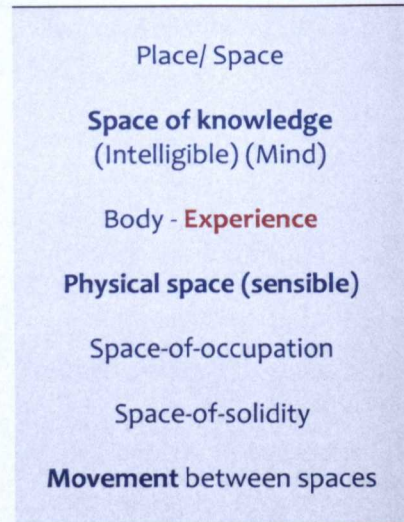 Place/ Space
Space of knowledge
(Intelligible) (Mind)
Body - Experience
Physical space (sensible)
Space-of-occupation
Space-of-solidity
Movement between spaces